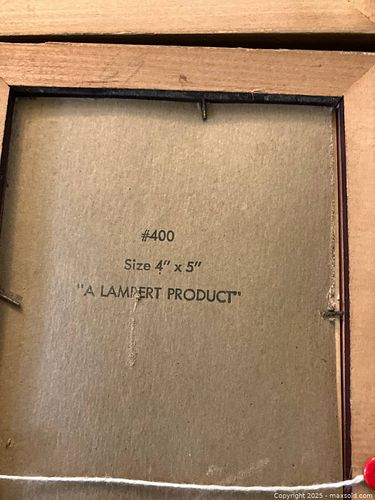 #400
Size 4" x 5"
"A LAMPERT PRODUCT"
Copyright 2025 - maxsold.com